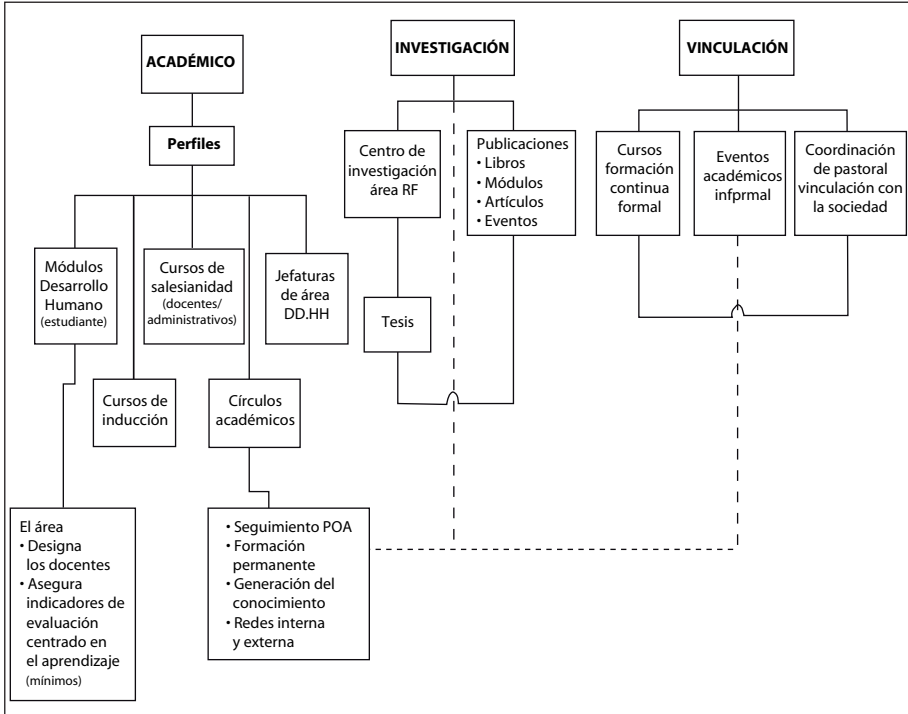 ACADÉMICO
Perfiles
Módulos
Desarrollo
Humano
(estudiante)
Cursos de
salesianidad
(docentes/
administrativos)
Jefaturas
de área
DD.HH
Cursos de
inducción
Círculos
académicos
El área
• Designa
los docentes
• Asegura
indicadores de
evaluación
centrado en
el aprendizaje
(mínimos)
• Seguimiento POA
• Formación
permanente
• Generación del
conocimiento
• Redes interna
y externa
INVESTIGACIÓN
Centro de
investigación
área RF
Tesis
Publicaciones
• Libros
• Módulos
• Artículos
• Eventos
VINCULACIÓN
Cursos
formación
continua
formal
Eventos
académicos
infprmal
Coordinación
de pastoral
vinculación con
la sociedad